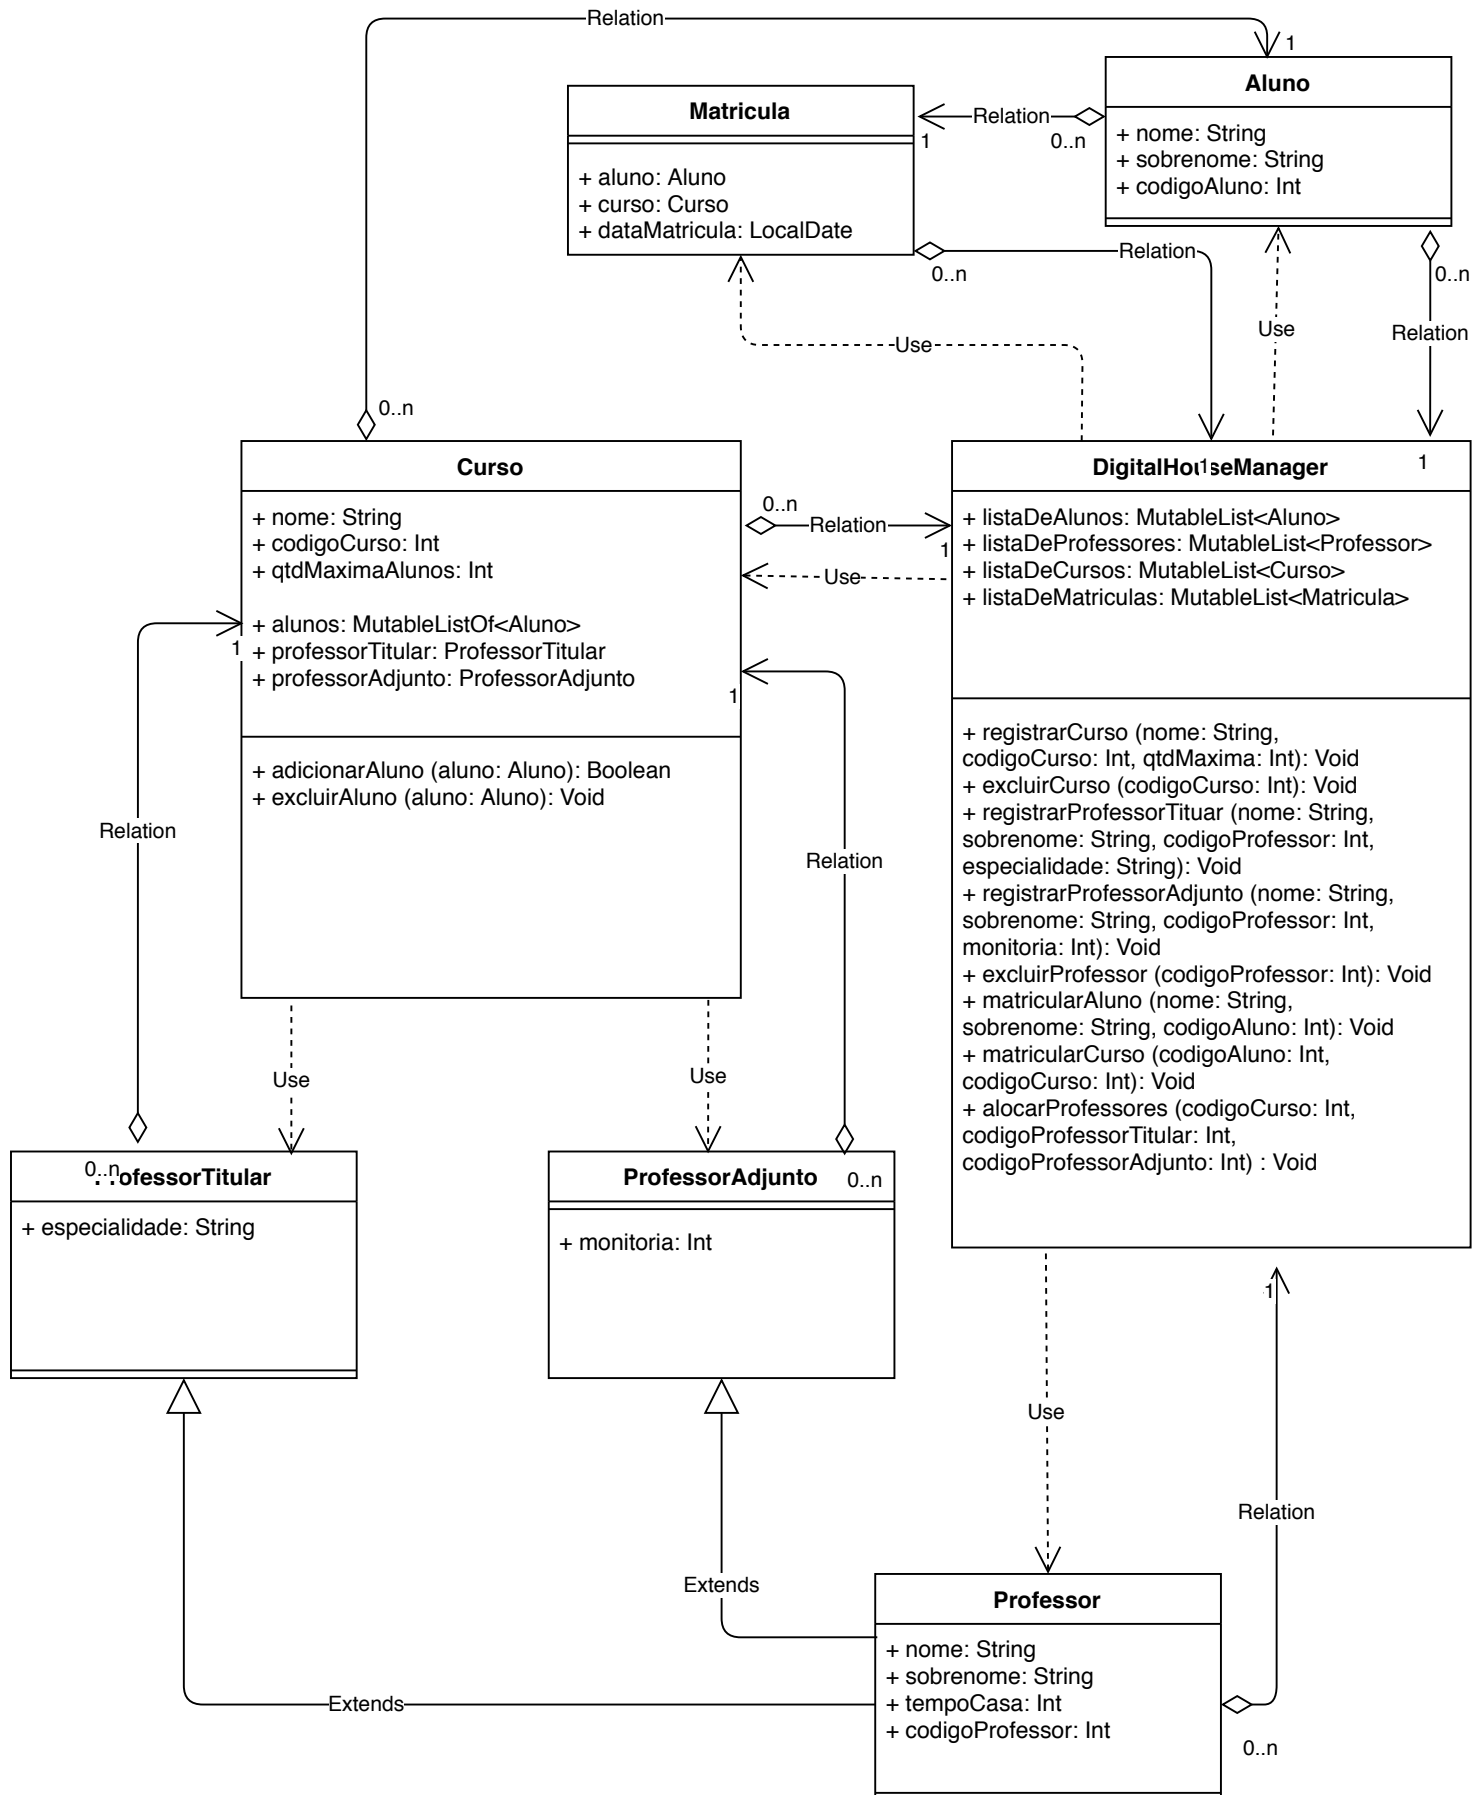 Relation
1
Aluno
+ nome: String
+ sobrenome: String
+ codigoAluno: Int
Matricula
+ aluno: Aluno
+ curso: Curso
+ dataMatricula: LocalDate
Relation
1
0..n
Relation
0..n
1
Use
Use
0..n
Relation
1
0..n
Curso
+ nome: String
+ codigoCurso: Int
+ qtdMaximaAlunos: Int
+ alunos: MutableListOf<Aluno>
+ professorTitular: ProfessorTitular
+ professorAdjunto: ProfessorAdjunto
+ adicionarAluno (aluno: Aluno): Boolean
+ excluirAluno (aluno: Aluno): Void
0..n
Relation
1
Use
DigitalHouseManager
+ listaDeAlunos: MutableList<Aluno>
+ listaDeProfessores: MutableList<Professor>
+ listaDeCursos: MutableList<Curso>
+ listaDeMatriculas: MutableList<Matricula>
+ registrarCurso (nome: String,
codigoCurso: Int, qtdMaxima: Int): Void
+ excluirCurso (codigoCurso: Int): Void
+ registrarProfessorTituar (nome: String,
sobrenome: String, codigoProfessor: Int,
especialidade: String): Void
+ registrarProfessorAdjunto (nome: String,
sobrenome: String, codigoProfessor: Int,
monitoria: Int): Void
+ excluirProfessor (codigoProfessor: Int): Void
+ matricularAluno (nome: String,
sobrenome: String, codigoAluno: Int): Void
+ matricularCurso (codigoAluno: Int,
codigoCurso: Int): Void
+ alocarProfessores (codigoCurso: Int,
codigoProfessorTitular: Int,
codigoProfessorAdjunto: Int) : Void
1
Relation
0..n
1
Relation
0..n
Use
Use
ProfessorTitular
+ especialidade: String
ProfessorAdjunto
+ monitoria: Int
Use
1
Relation
0..n
Extends
Extends
Professor
+ nome: String
+ sobrenome: String
+ tempoCasa: Int
+ codigoProfessor: Int